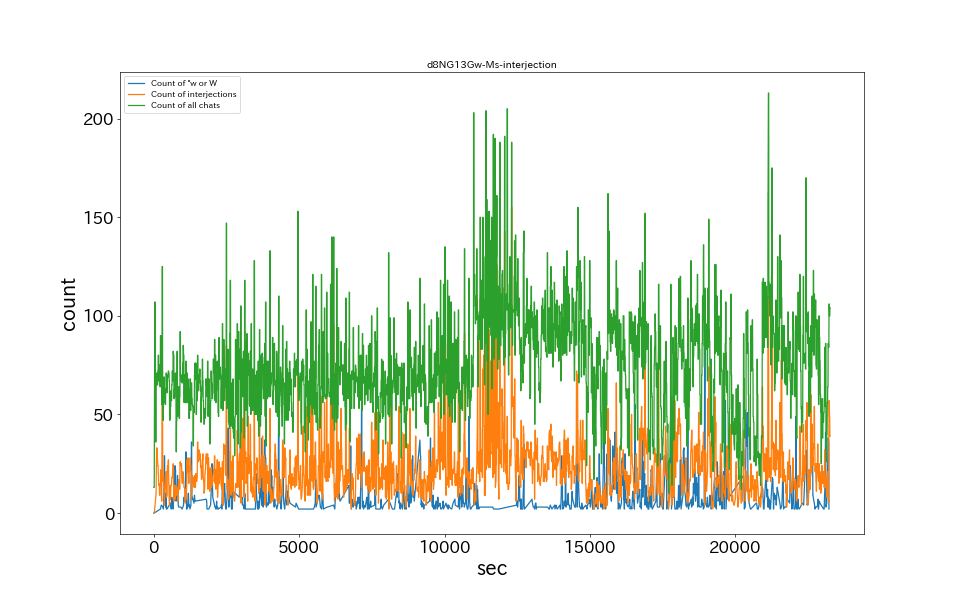 d8NG13Gw-Ms-interjection
Count of "w or W
Count of interjections
Count of all chats
200
150
100
50
0
count
0 5000 10000 15000 20000
sec